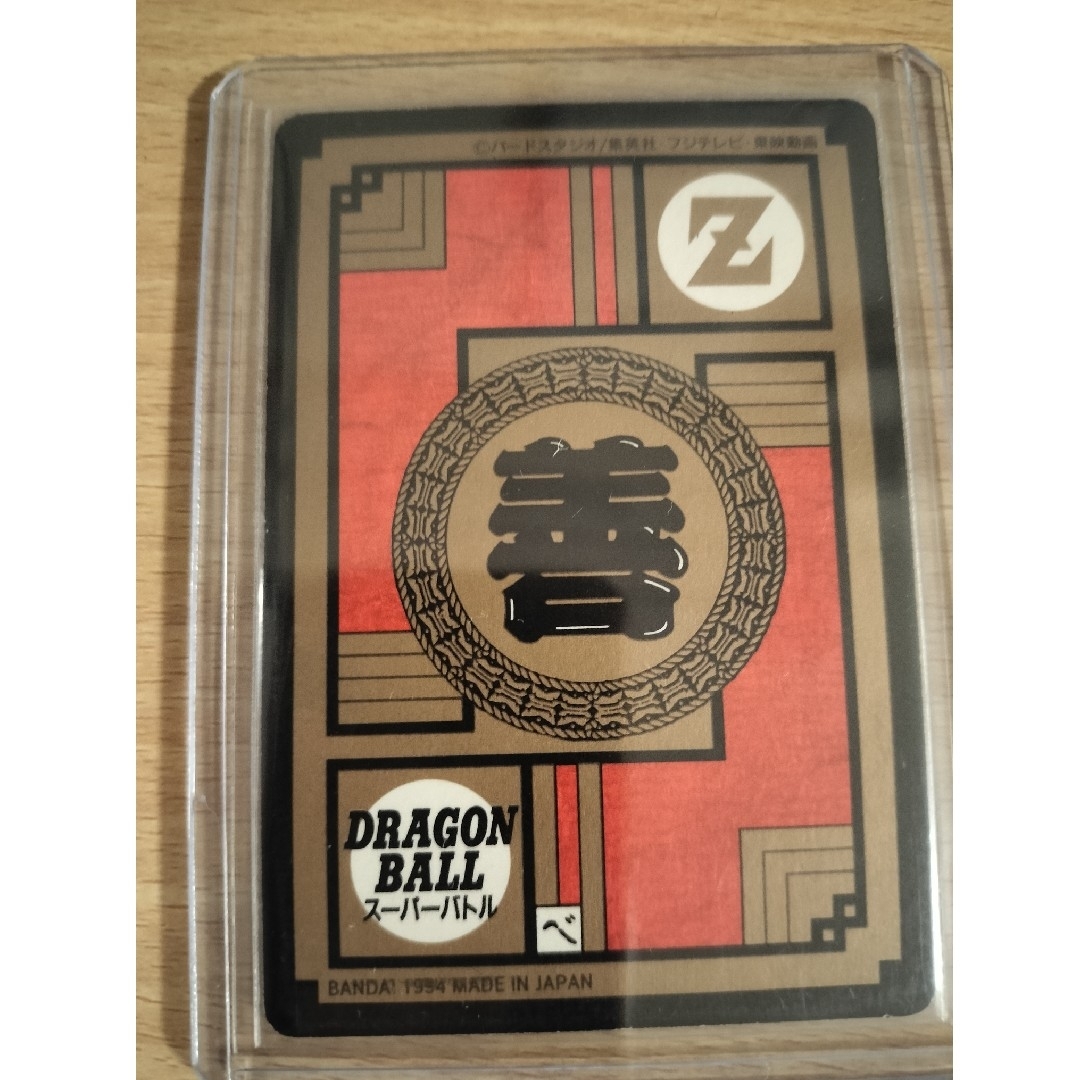 ©バードスタジオ/集英社 フジテレビ・東映動画
Z
善
DRAGON
BALL
スーパーバトル
べ
BANDAI 1994 MADE IN JAPAN